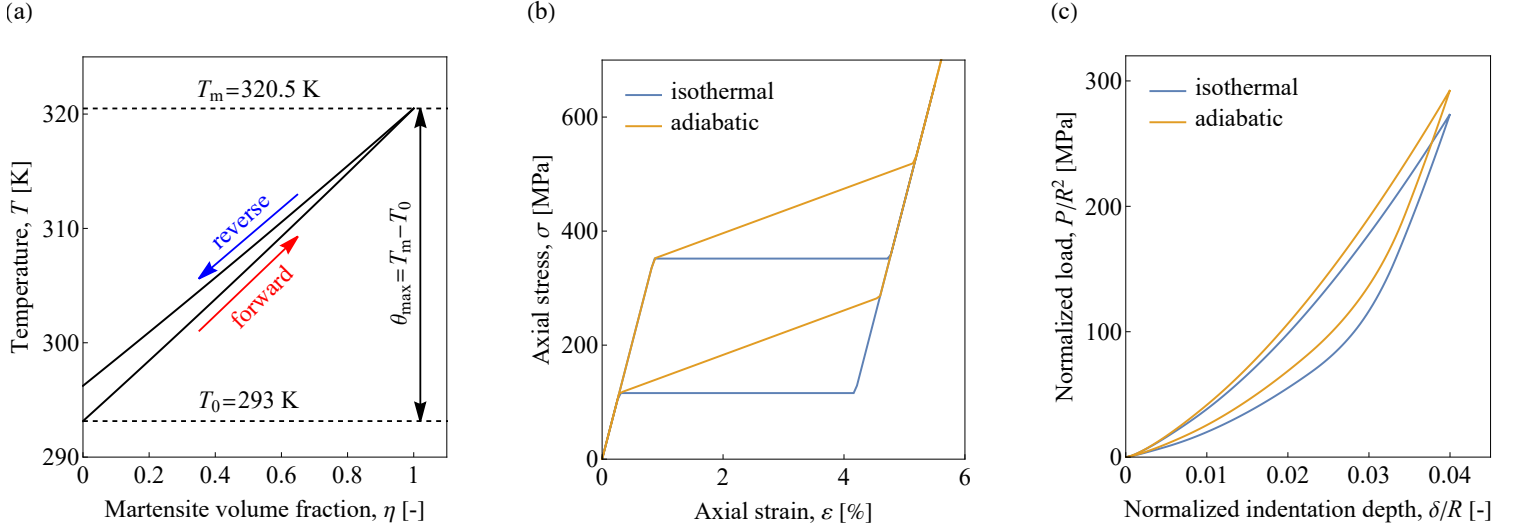 (a)
Temperature, T [K]
320
310
300
290
Tm=320.5 K
reverse
forward
θmax=Tm−T0
T0=293 K
0
0.2
0.4
0.6
0.8
1
Martensite volume fraction, η [-]
(b)
Axial stress, σ [MPa]
600
400
200
0
isothermal
adiabatic
0
2
4
6
Axial strain, ε [%]
(c)
Normalized load, P/R² [MPa]
300
200
100
0
isothermal
adiabatic
0
0.01
0.02
0.03
0.04
Normalized indentation depth, δ/R [-]